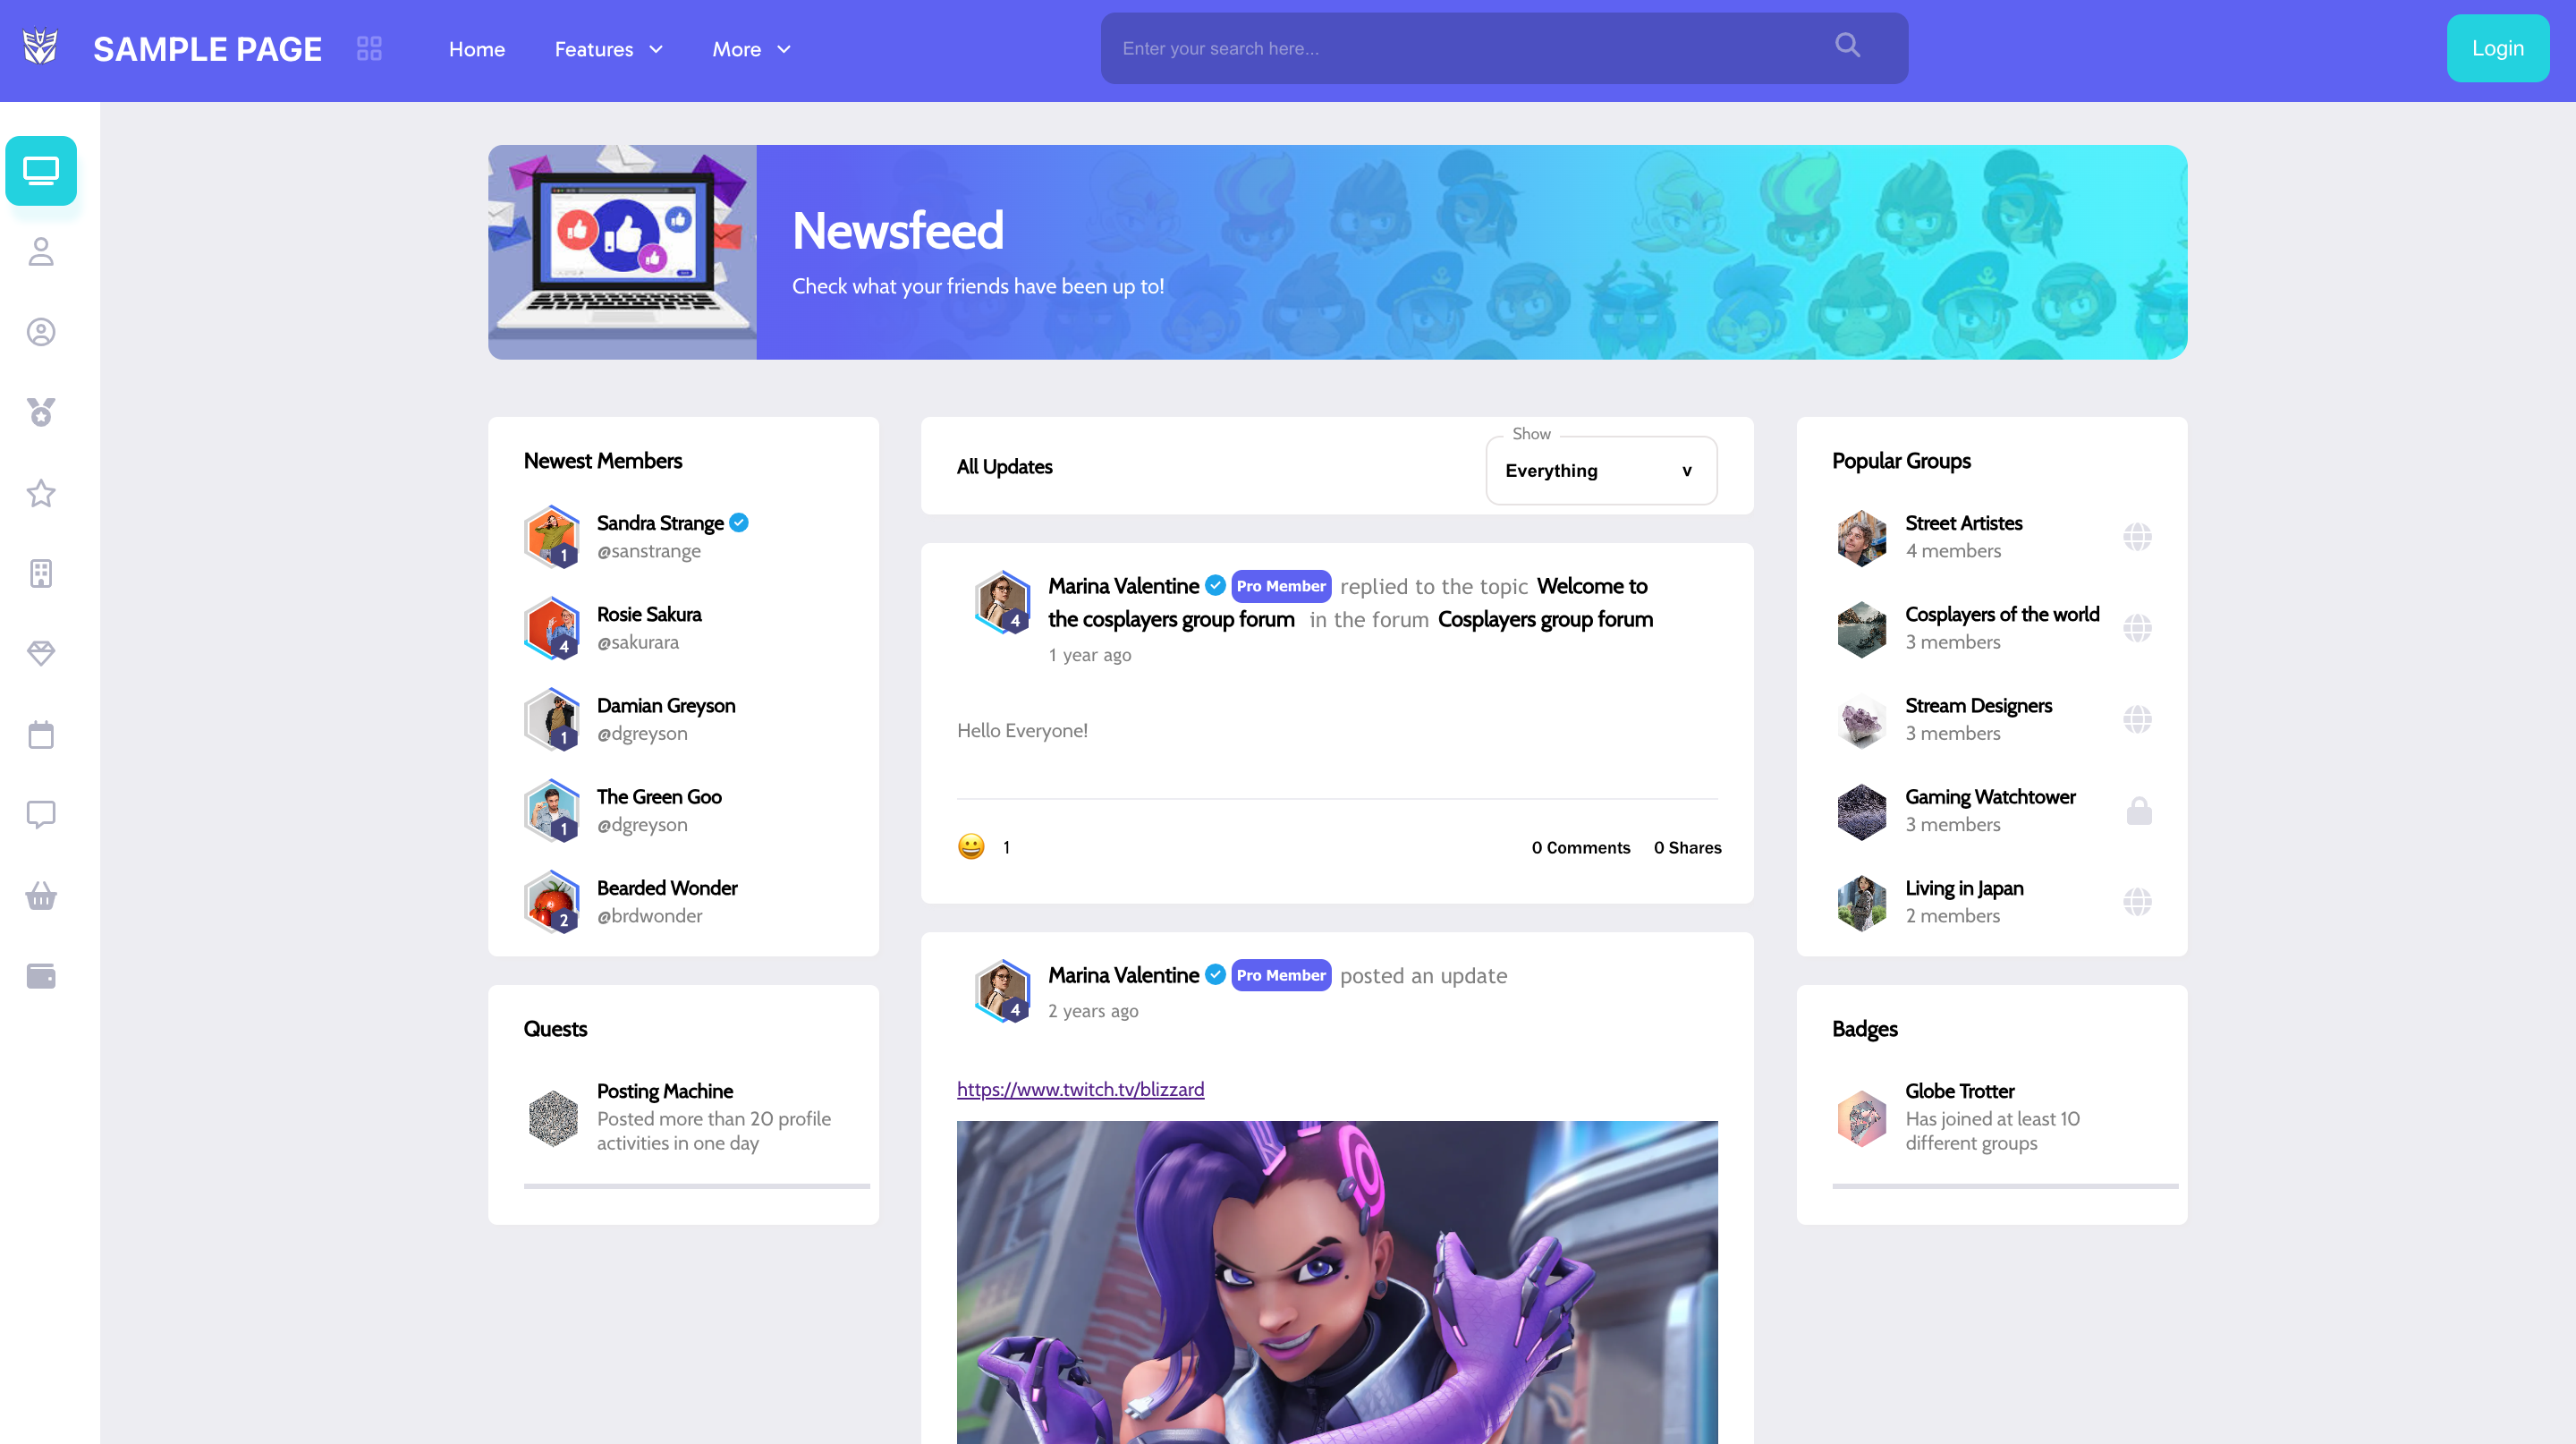 SAMPLE PAGE
Home
Features
More
Enter your search here...
Login
Newsfeed
Check what your friends have been up to!
Newest Members
Sandra Strange
@sanstrange
1
Rosie Sakura
@sakurara
4
Damian Greyson
@dgreyson
1
The Green Goo
@dgreyson
1
Bearded Wonder
@brdwonder
2
Quests
Posting Machine
Posted more than 20 profile
activities in one day
All Updates
Show
Everything
v
Marina Valentine Pro Member replied to the topic Welcome to
the cosplayers group forum in the forum Cosplayers group forum
4
1 year ago
Hello Everyone!
1
0 Comments 0 Shares
Marina Valentine Pro Member posted an update
4
2 years ago
https://www.twitch.tv/blizzard
Popular Groups
Street Artistes
4 members
Cosplayers of the world
3 members
Stream Designers
3 members
Gaming Watchtower
3 members
Living in Japan
2 members
Badges
Globe Trotter
Has joined at least 10
different groups